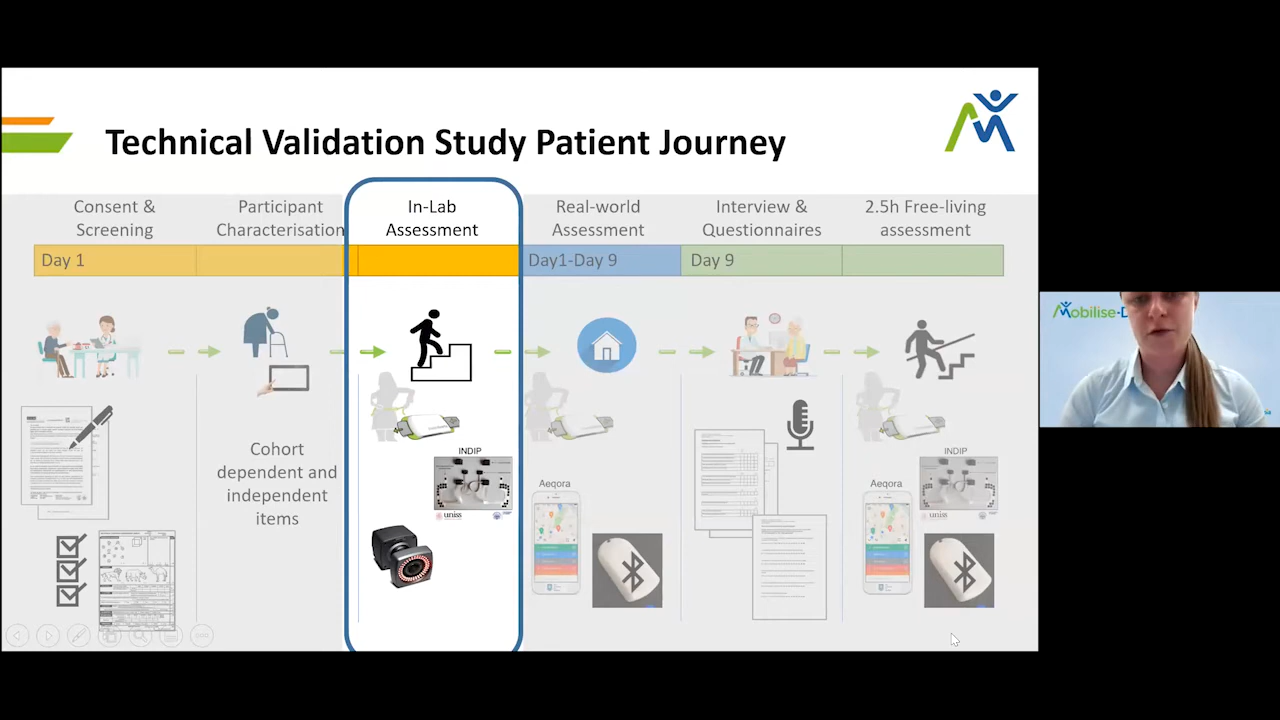 Technical Validation Study Patient Journey
Consent &
Screening
Participant
Characterisation
In-Lab
Assessment
Real-world
Assessment
Interview &
Questionnaires
2.5h Free-living
assessment
Day 1
Day1-Day 9
Day 9
Cohort
dependent and
independent
items
INDIP
uniss
Aeqora
INDIP
uniss
Aeqora
Mobilise-D